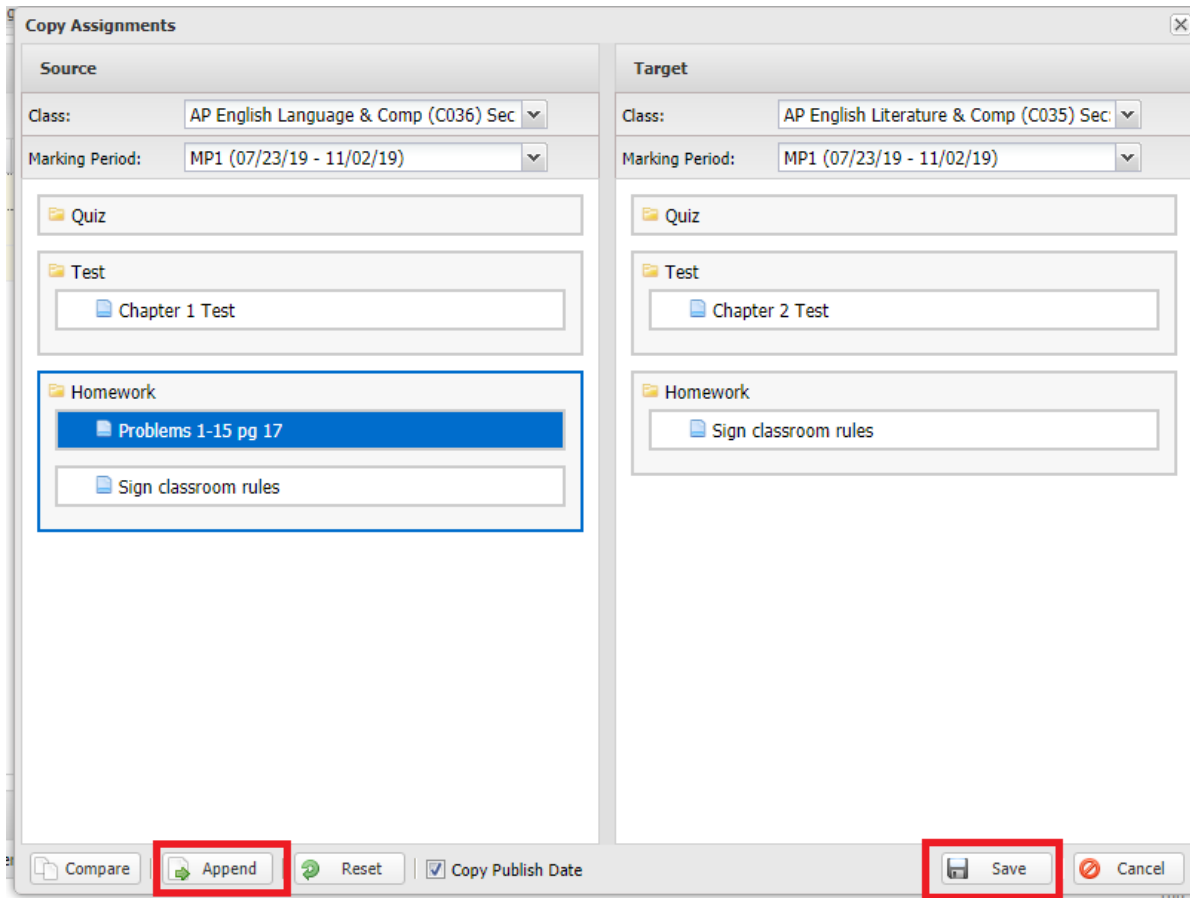 Copy Assignments
Source
Class: AP English Language & Comp (C036) Sec
Marking Period: MP1 (07/23/19 - 11/02/19)
Quiz
Test
Chapter 1 Test
Homework
Problems 1-15 pg 17
Sign classroom rules
Target
Class: AP English Literature & Comp (C035) Sec:
Marking Period: MP1 (07/23/19 - 11/02/19)
Quiz
Test
Chapter 2 Test
Homework
Sign classroom rules
Compare Append Reset Copy Publish Date Save Cancel